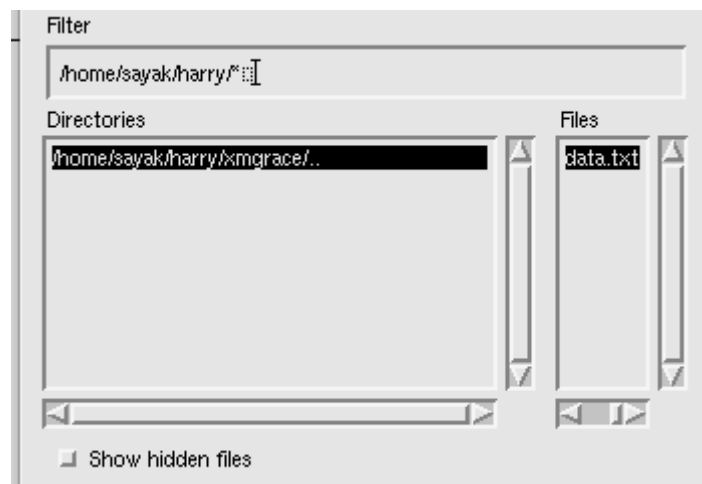 Filter
/home/sayak/harry/*
Directories
Files
/home/sayak/harry/xmgrace/..
data.txt
Show hidden files